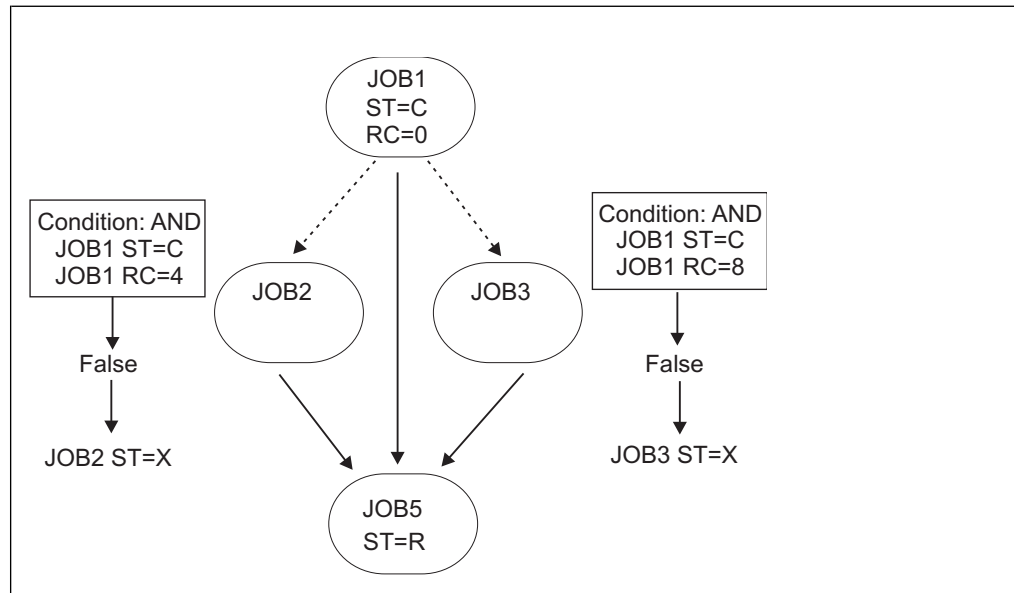 JOB1
ST=C
RC=0
Condition: AND
JOB1 ST=C
JOB1 RC=4
False
JOB2 ST=X
JOB2
JOB3
Condition: AND
JOB1 ST=C
JOB1 RC=8
False
JOB3 ST=X
JOB5
ST=R